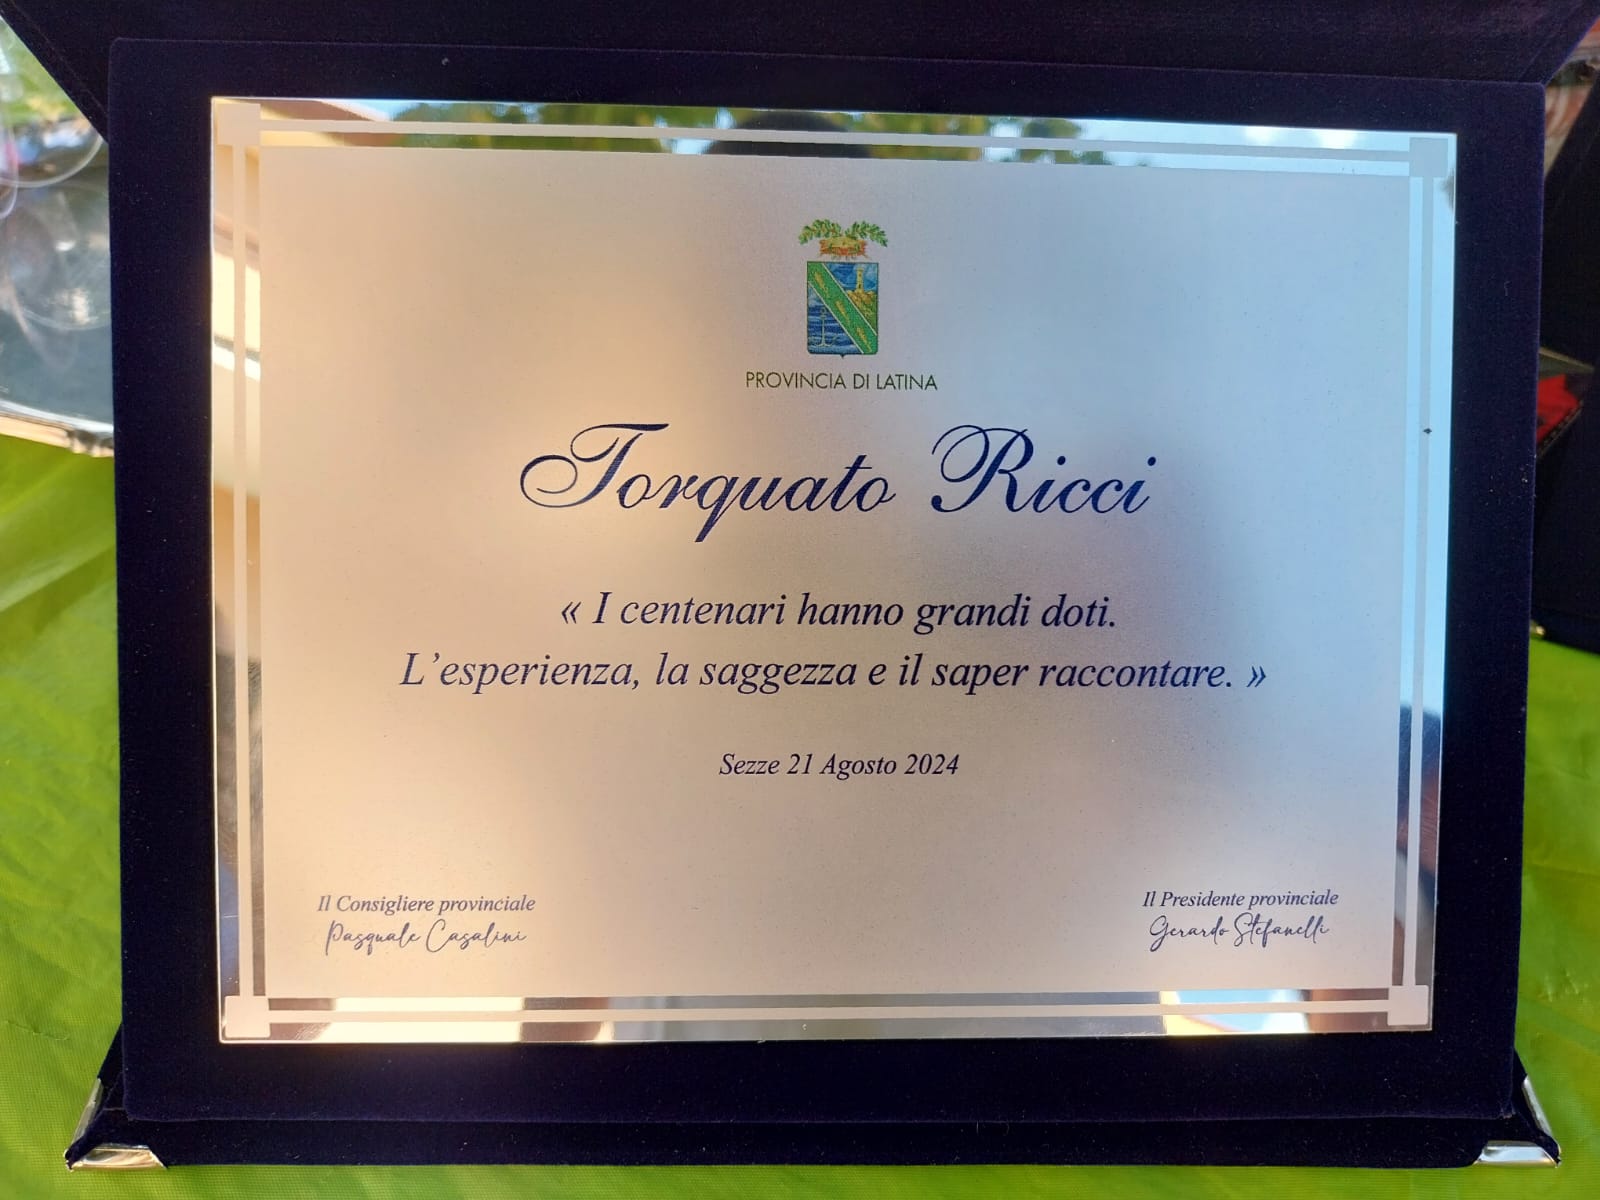 PROVINCIA DI LATINA
Torquato Ricci
« I centenari hanno grandi doti.
L'esperienza, la saggezza e il saper raccontare. »
Sezze 21 Agosto 2024
Il Consigliere provinciale
Pasquale Casalini
Il Presidente provinciale
Gerardo Stefanelli